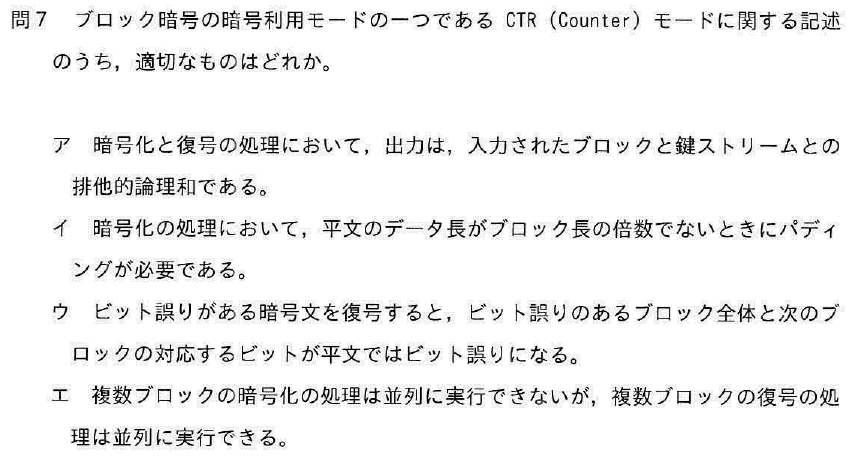 問7　ブロック暗号の暗号利用モードの一つである CTR (Counter) モードに関する記述
のうち，適切なものはどれか。
ア　暗号化と復号の処理において，出力は，入力されたブロックと鍵ストリームとの
排他的論理和である。
イ　暗号化の処理において，平文のデータ長がブロック長の倍数でないときにパディ
ングが必要である。
ウ　ビット誤りがある暗号文を復号すると，ビット誤りのあるブロック全体と次のブ
ロックの対応するビットが平文ではビット誤りになる。
エ　複数ブロックの暗号化の処理は並列に実行できないが，複数ブロックの復号の処
理は並列に実行できる。